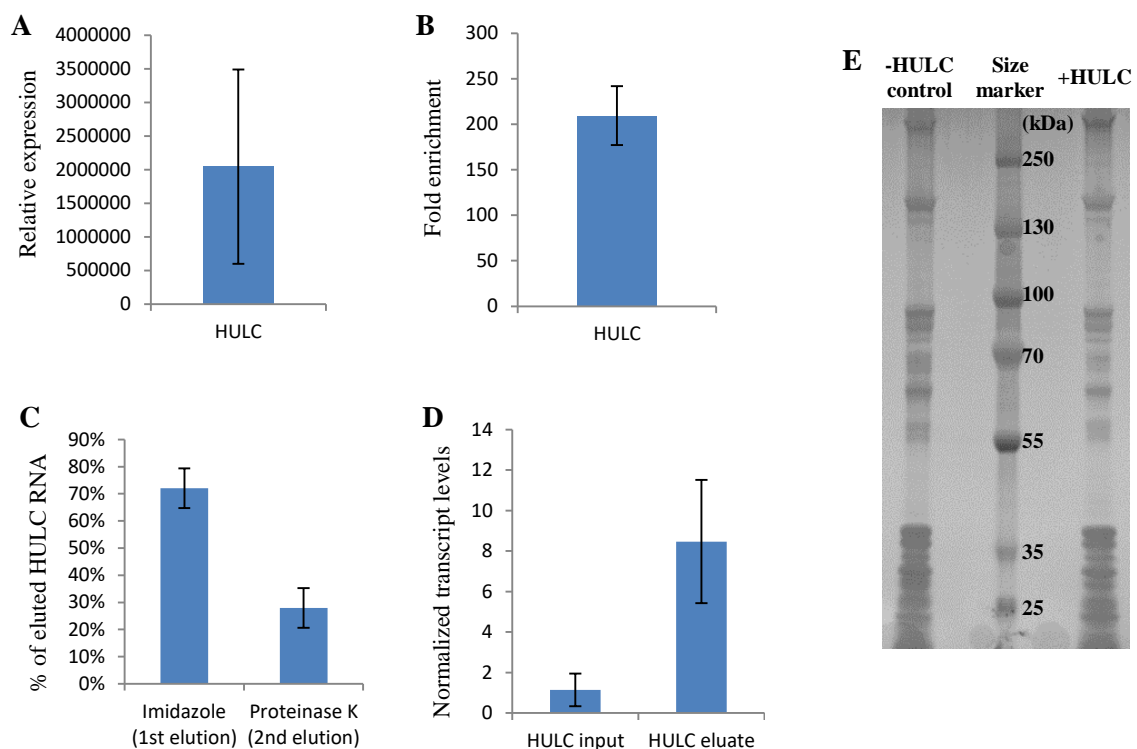 A
Relative expression
4000000
3500000
3000000
2500000
2000000
1500000
1000000
500000
0
HULC
B
Fold enrichment
300
250
200
150
100
50
0
HULC
C
% of eluted HULC RNA
90%
80%
70%
60%
50%
40%
30%
20%
10%
0%
Imidazole
(1st elution)
Proteinase K
(2nd elution)
D
Normalized transcript levels
14
12
10
8
6
4
2
0
HULC input
HULC eluate
E
-HULC
control
Size
marker
+HULC
(kDa)
250
130
100
70
55
35
25